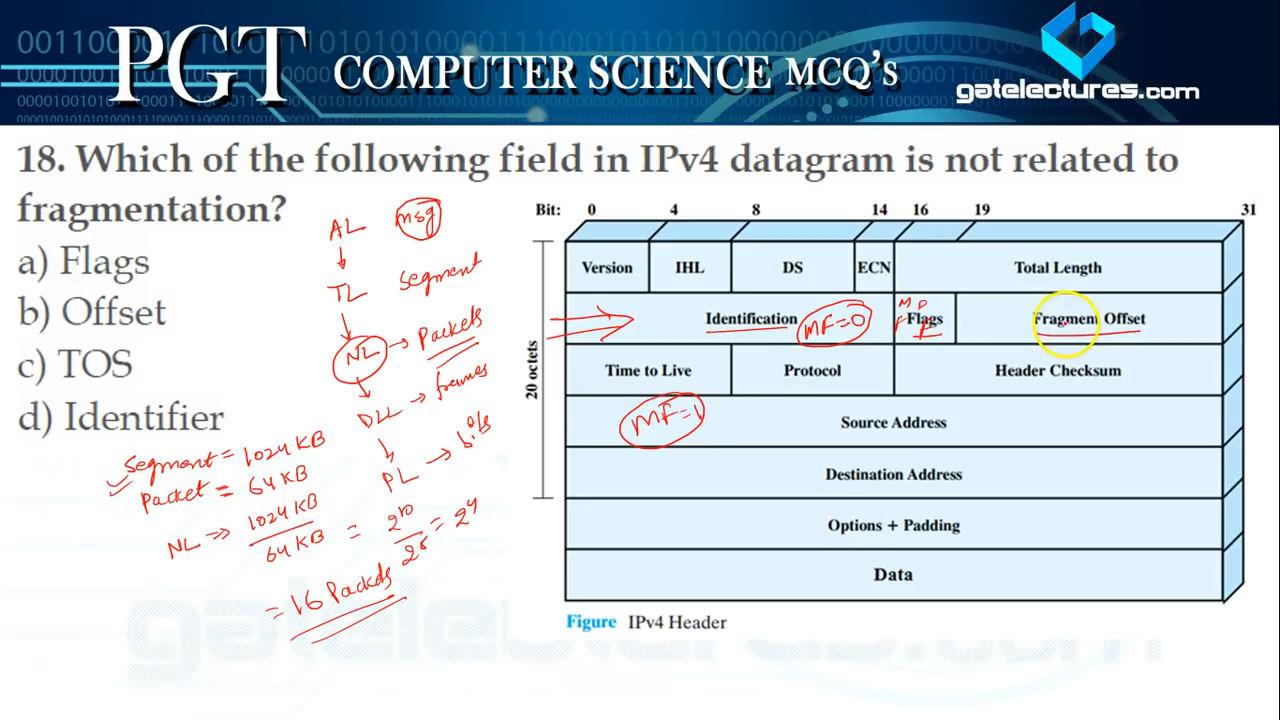 PGT COMPUTER SCIENCE MCQ's
gatelectures.com
18. Which of the following field in IPv4 datagram is not related to
fragmentation?
a) Flags
b) Offset
c) TOS
d) Identifier
AL msg
TL segment
NL → Packets
DLL → frames
PL → bits
Segment = 1024 KB
Packet = 64 KB
NL ⇒ 1024 KB / 64 KB = 2^10 / 2^6 = 2^4
= 16 Packets
Bit: 0 4 8 14 16 19 31
20 octets
Version IHL DS ECN Total Length
Identification MF=0 Flags Fragment Offset
M D
F F
Time to Live Protocol Header Checksum
MF=1 Source Address
Destination Address
Options + Padding
Data
Figure IPv4 Header
gatelectures.com